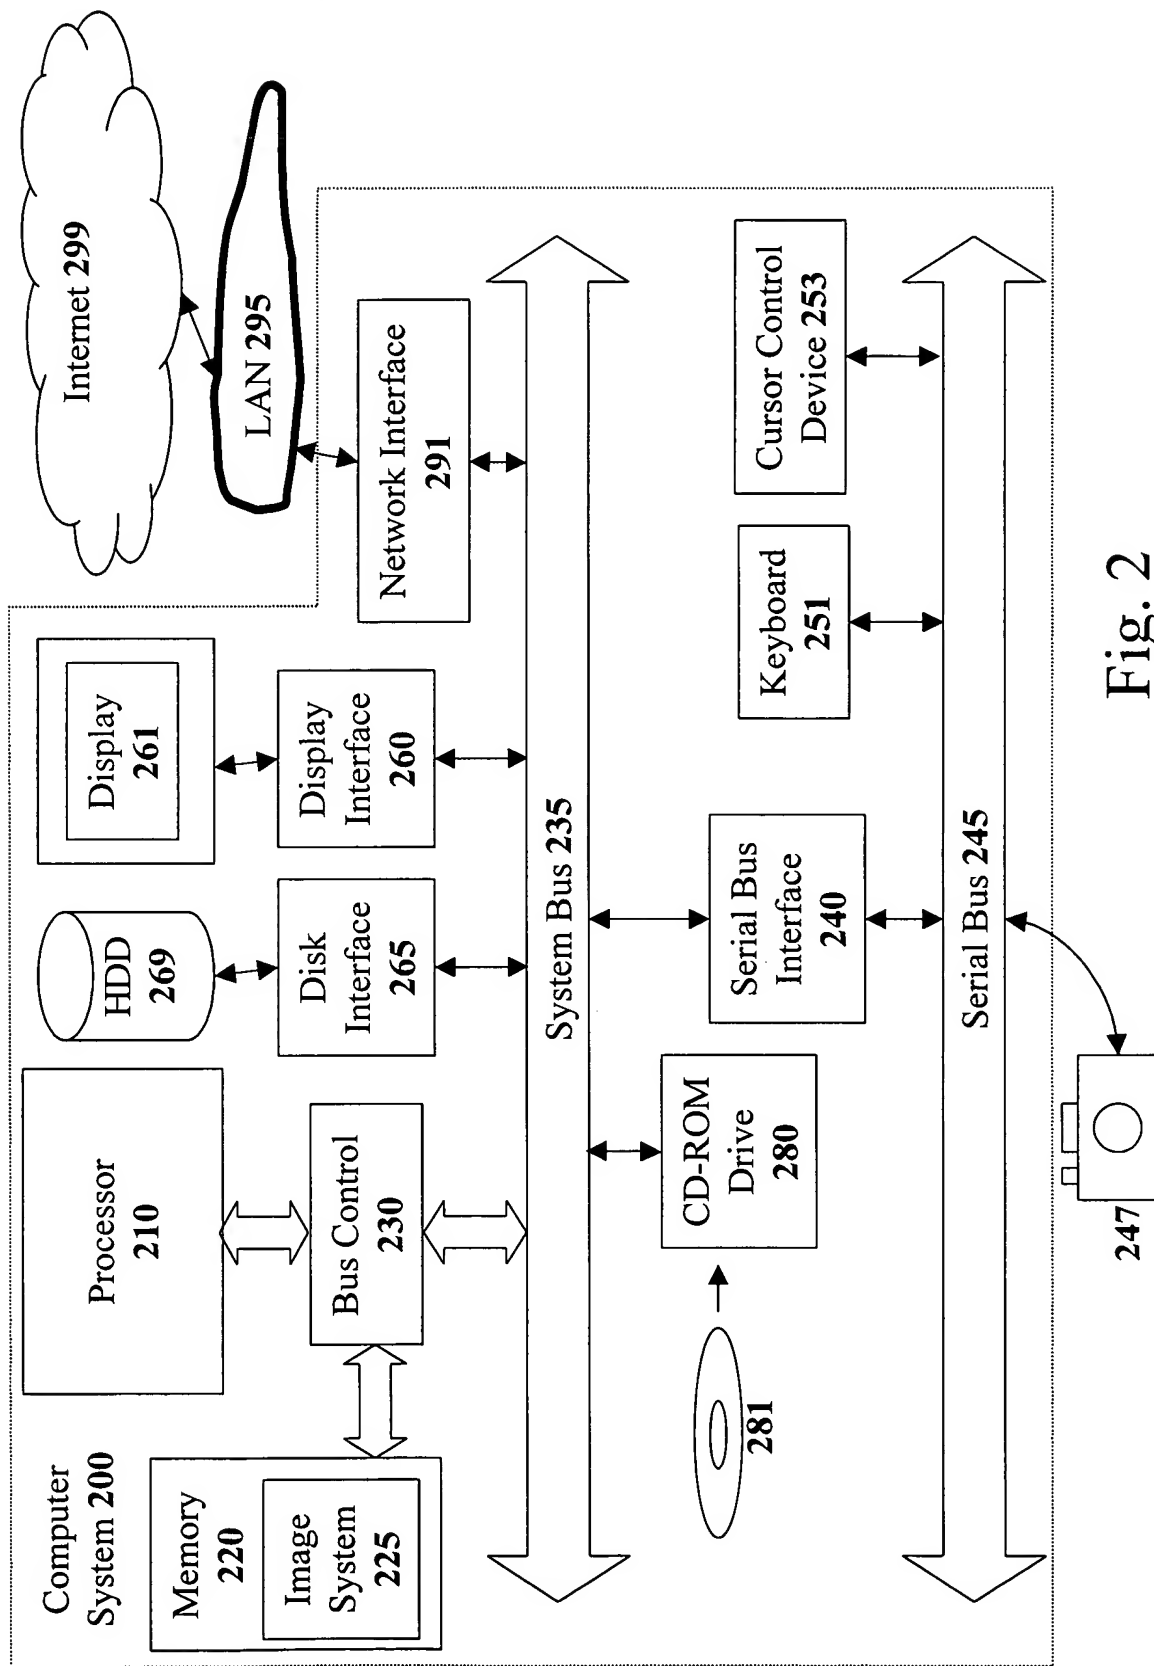 Computer
System 200
Processor
210
Memory
220
Image
System
225
Bus Control
230
HDD
269
Disk
Interface
265
Display
261
Display
Interface
260
Internet 299
LAN 295
Network Interface
291
System Bus 235
281
CD-ROM
Drive
280
Serial Bus
Interface
240
Keyboard
251
Cursor Control
Device 253
Serial Bus 245
247
Fig. 2